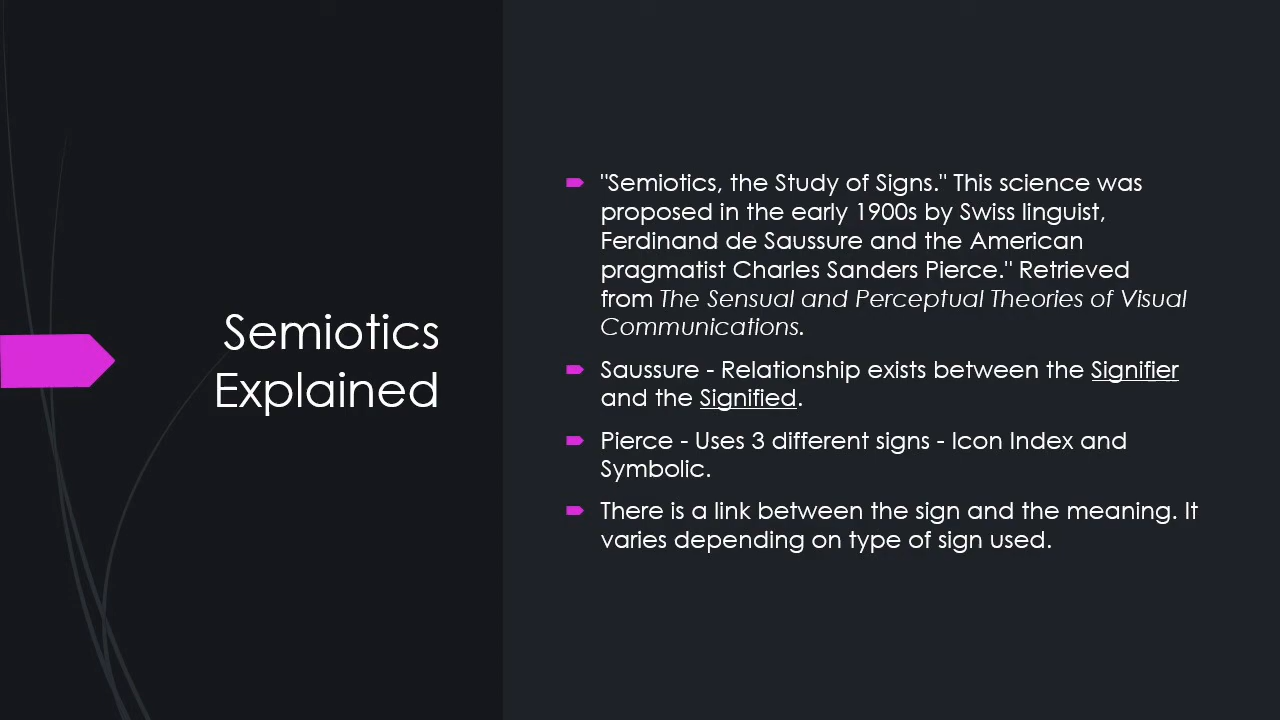 Semiotics
Explained
"Semiotics, the Study of Signs." This science was
proposed in the early 1900s by Swiss linguist,
Ferdinand de Saussure and the American
pragmatist Charles Sanders Pierce." Retrieved
from The Sensual and Perceptual Theories of Visual
Communications.
Saussure - Relationship exists between the Signifier
and the Signified.
Pierce - Uses 3 different signs - Icon Index and
Symbolic.
There is a link between the sign and the meaning. It
varies depending on type of sign used.